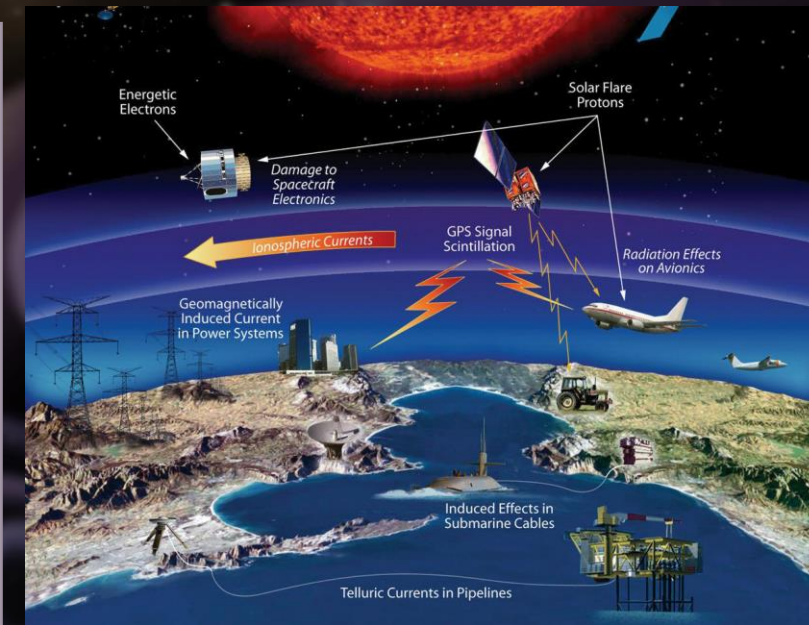 Energetic
Electrons
Solar Flare
Protons
Damage to
Spacecraft
Electronics
Ionospheric Currents
GPS Signal
Scintillation
Radiation Effects
on Avionics
Geomagnetically
Induced Current
in Power Systems
Induced Effects in
Submarine Cables
Telluric Currents in Pipelines